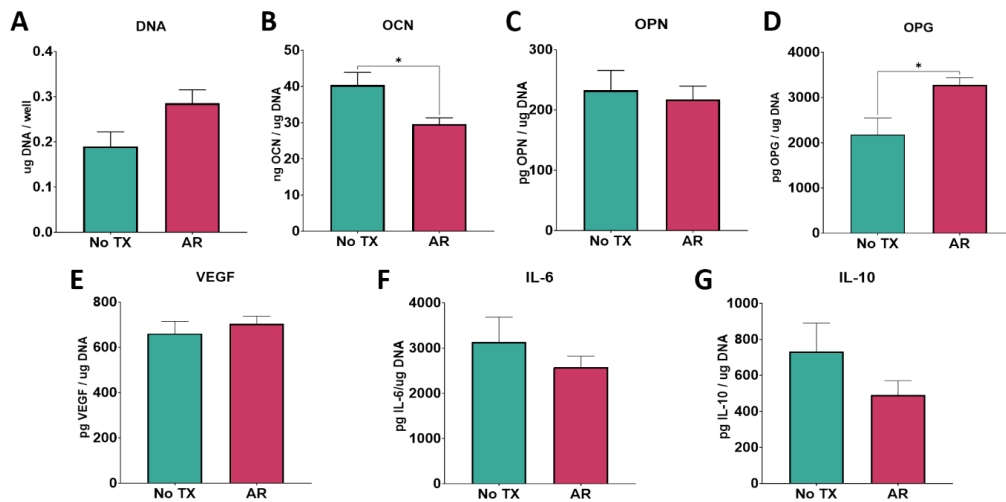 A
DNA
ug DNA / well
0.4
0.3
0.2
0.1
0.0
No TX
AR
B
OCN
ng OCN / ug DNA
50
40
30
20
10
0
*
No TX
AR
C
OPN
pg OPN / ug DNA
300
200
100
0
No TX
AR
D
OPG
pg OPG / ug DNA
4000
3000
2000
1000
0
*
No TX
AR
E
VEGF
pg VEGF / ug DNA
800
600
400
200
0
No TX
AR
F
IL-6
pg IL-6/ug DNA
4000
3000
2000
1000
0
No TX
AR
G
IL-10
pg IL-10 / ug DNA
1000
800
600
400
200
0
No TX
AR